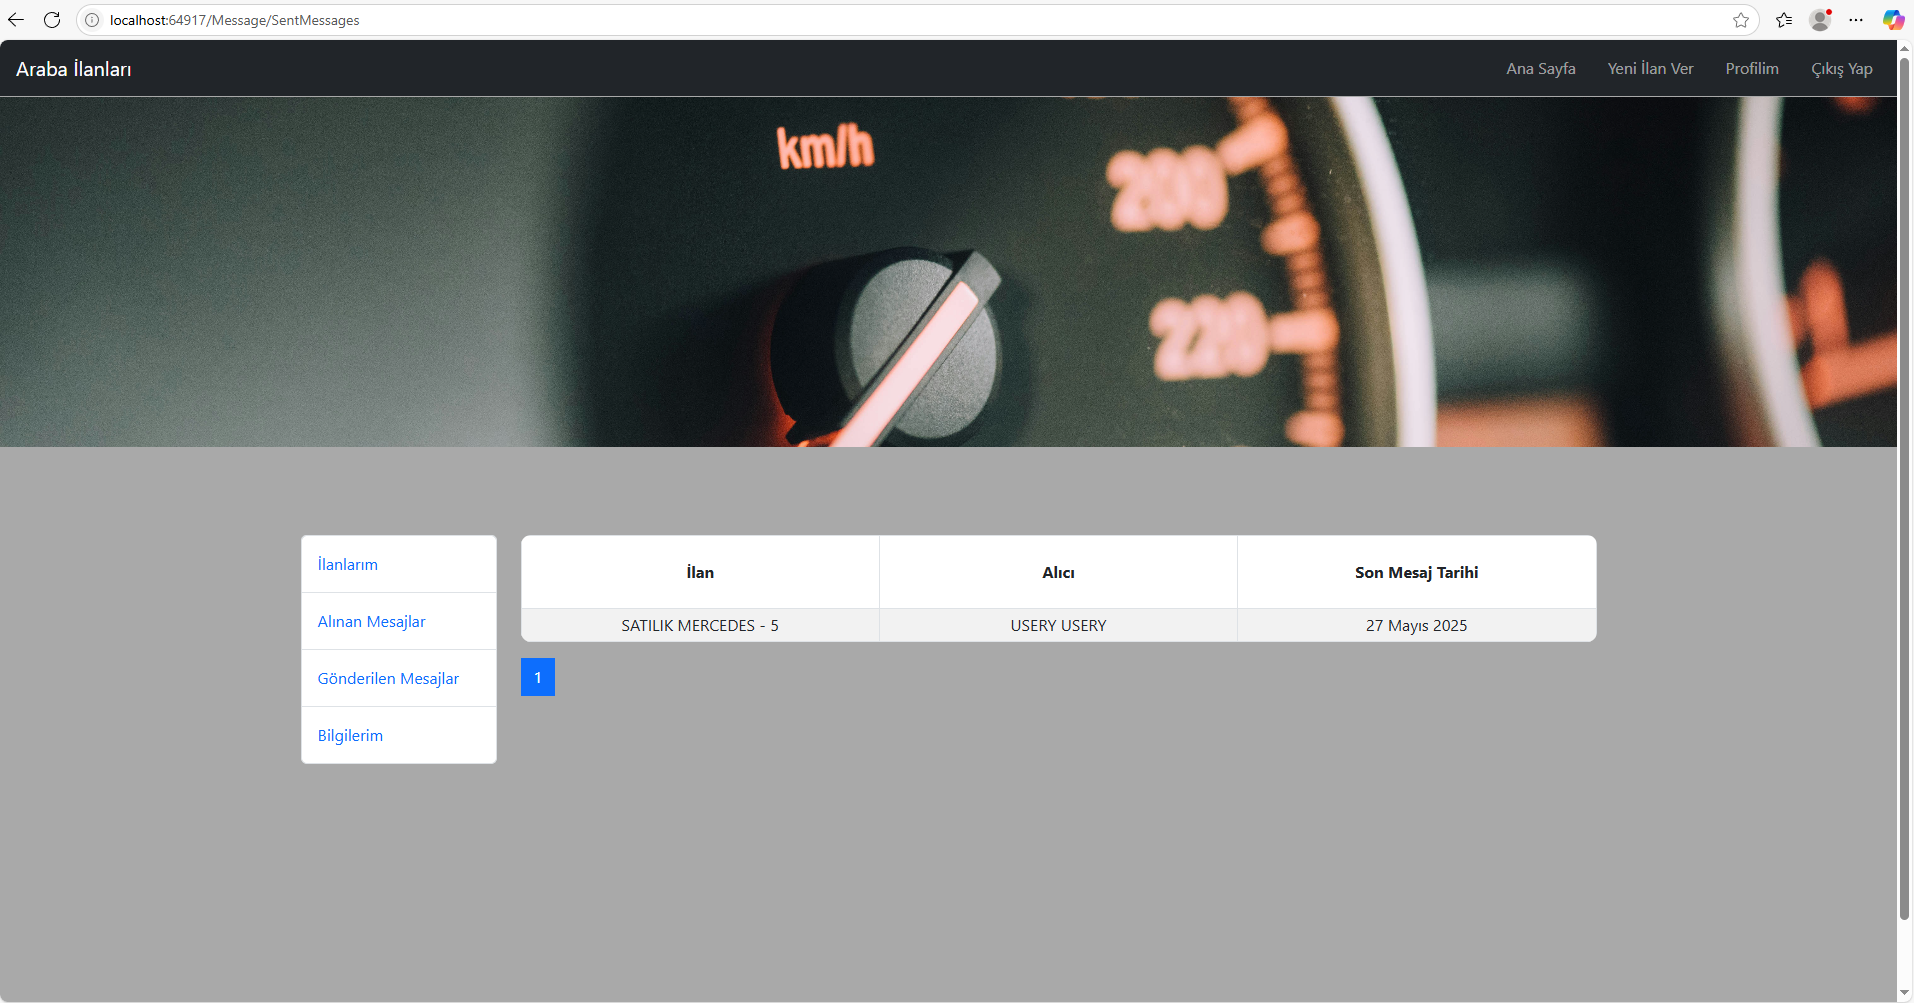 localhost:64917/Message/SentMessages
Araba İlanları
Ana Sayfa Yeni İlan Ver Profilim Çıkış Yap
km/h
200
220
İlanlarım
Alınan Mesajlar
Gönderilen Mesajlar
Bilgilerim
İlan Alıcı Son Mesaj Tarihi
SATILIK MERCEDES - 5 USERY USERY 27 Mayıs 2025
1